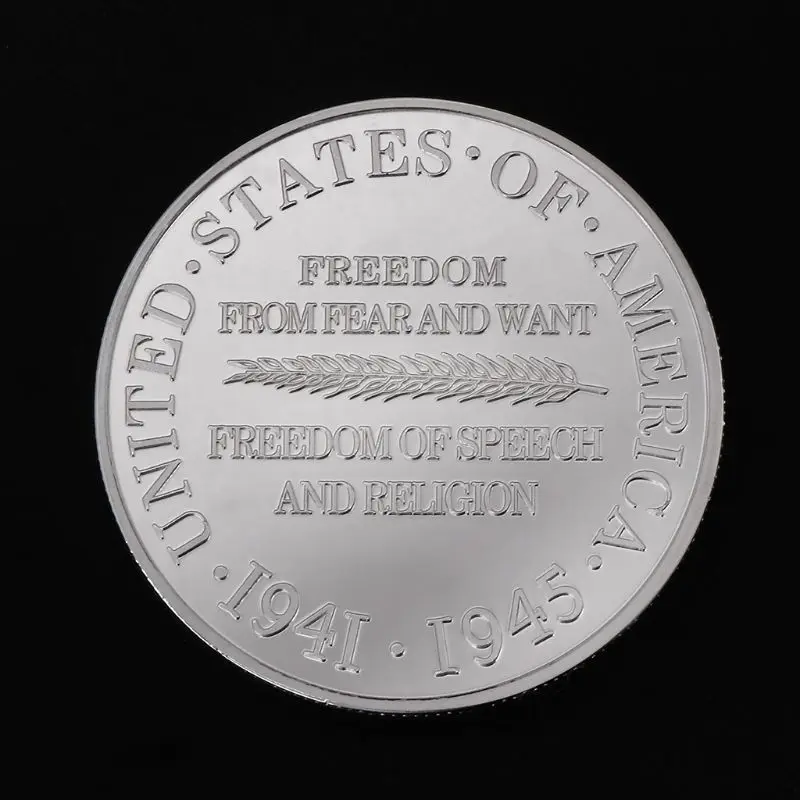 UNITED · STATES · OF · AMERICA ·
FREEDOM
FROM FEAR AND WANT
FREEDOM OF SPEECH
AND RELIGION
· 1941 · 1945